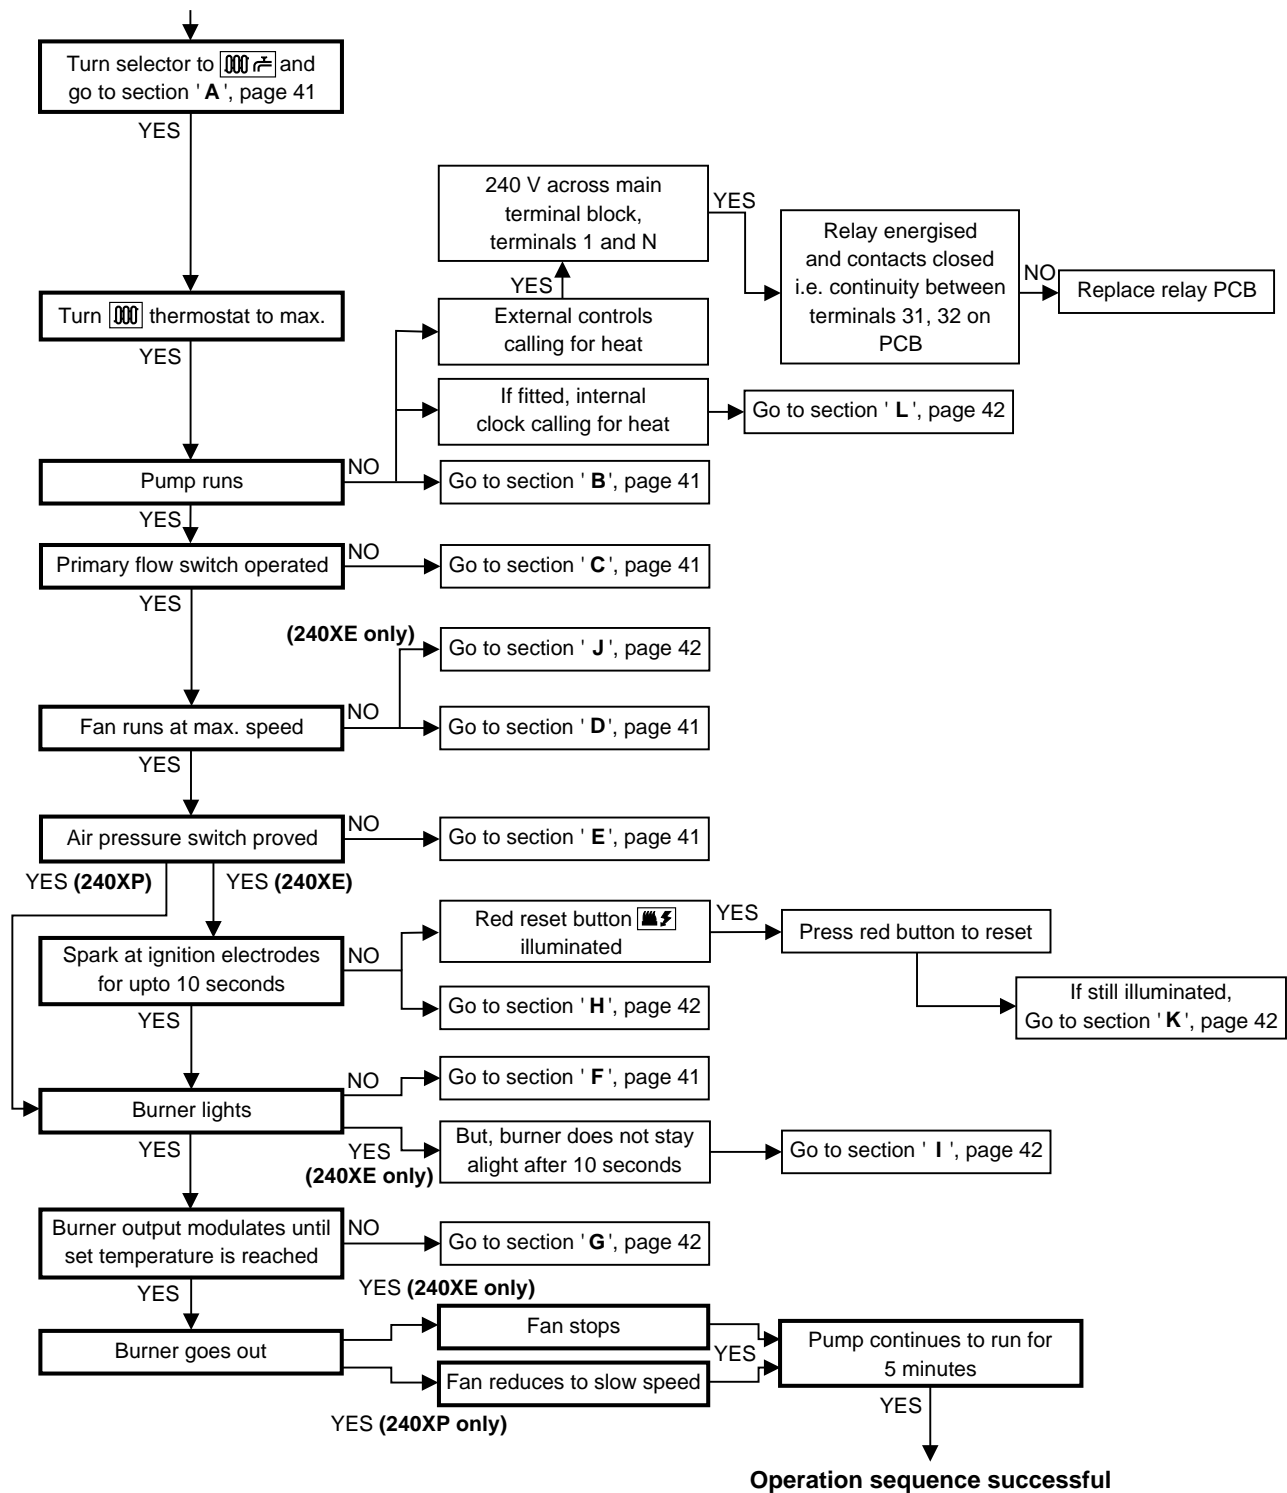 Turn selector to and
go to section ' A ', page 41
YES
Turn thermostat to max.
YES
240 V across main
terminal block,
terminals 1 and N
YES
Relay energised
and contacts closed
i.e. continuity between
terminals 31, 32 on
PCB
NO
Replace relay PCB
YES
External controls
calling for heat
If fitted, internal
clock calling for heat
Go to section ' L ', page 42
Pump runs
NO
Go to section ' B ', page 41
YES
Primary flow switch operated
NO
Go to section ' C ', page 41
YES
(240XE only)
Go to section ' J ', page 42
Fan runs at max. speed
NO
Go to section ' D ', page 41
YES
Air pressure switch proved
NO
Go to section ' E ', page 41
YES (240XP)
YES (240XE)
Spark at ignition electrodes
for upto 10 seconds
NO
Red reset button
illuminated
YES
Press red button to reset
Go to section ' H ', page 42
If still illuminated,
Go to section ' K ', page 42
YES
Burner lights
NO
Go to section ' F ', page 41
YES
YES
(240XE only)
But, burner does not stay
alight after 10 seconds
Go to section ' I ', page 42
Burner output modulates until
set temperature is reached
NO
Go to section ' G ', page 42
YES
YES (240XE only)
Burner goes out
Fan stops
YES
Fan reduces to slow speed
YES (240XP only)
Pump continues to run for
5 minutes
YES
Operation sequence successful